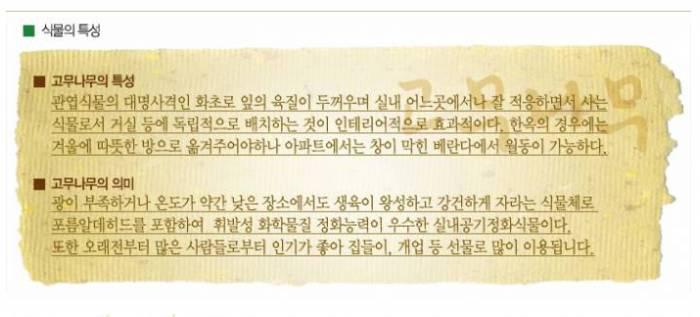 ■ 식물의 특성
고무나무
■ 고무나무의 특성
관엽식물의 대명사격인 화초로 잎의 육질이 두꺼우며 실내 어느곳에서나 잘 적응하면서 사는
식물로서 거실 등에 독립적으로 배치하는 것이 인테리어적으로 효과적이다. 한옥의 경우에는
겨울에 따뜻한 방으로 옮겨주어야하나 아파트에서는 창이 막힌 베란다에서 월동이 가능하다.
■ 고무나무의 의미
광이 부족하거나 온도가 약간 낮은 장소에서도 생육이 왕성하고 강건하게 자라는 식물체로
포름알데히드를 포함하여 휘발성 화학물질 정화능력이 우수한 실내공기정화식물이다.
또한 오래전부터 많은 사람들로부터 인기가 좋아 집들이, 개업 등 선물로 많이 이용됩니다.